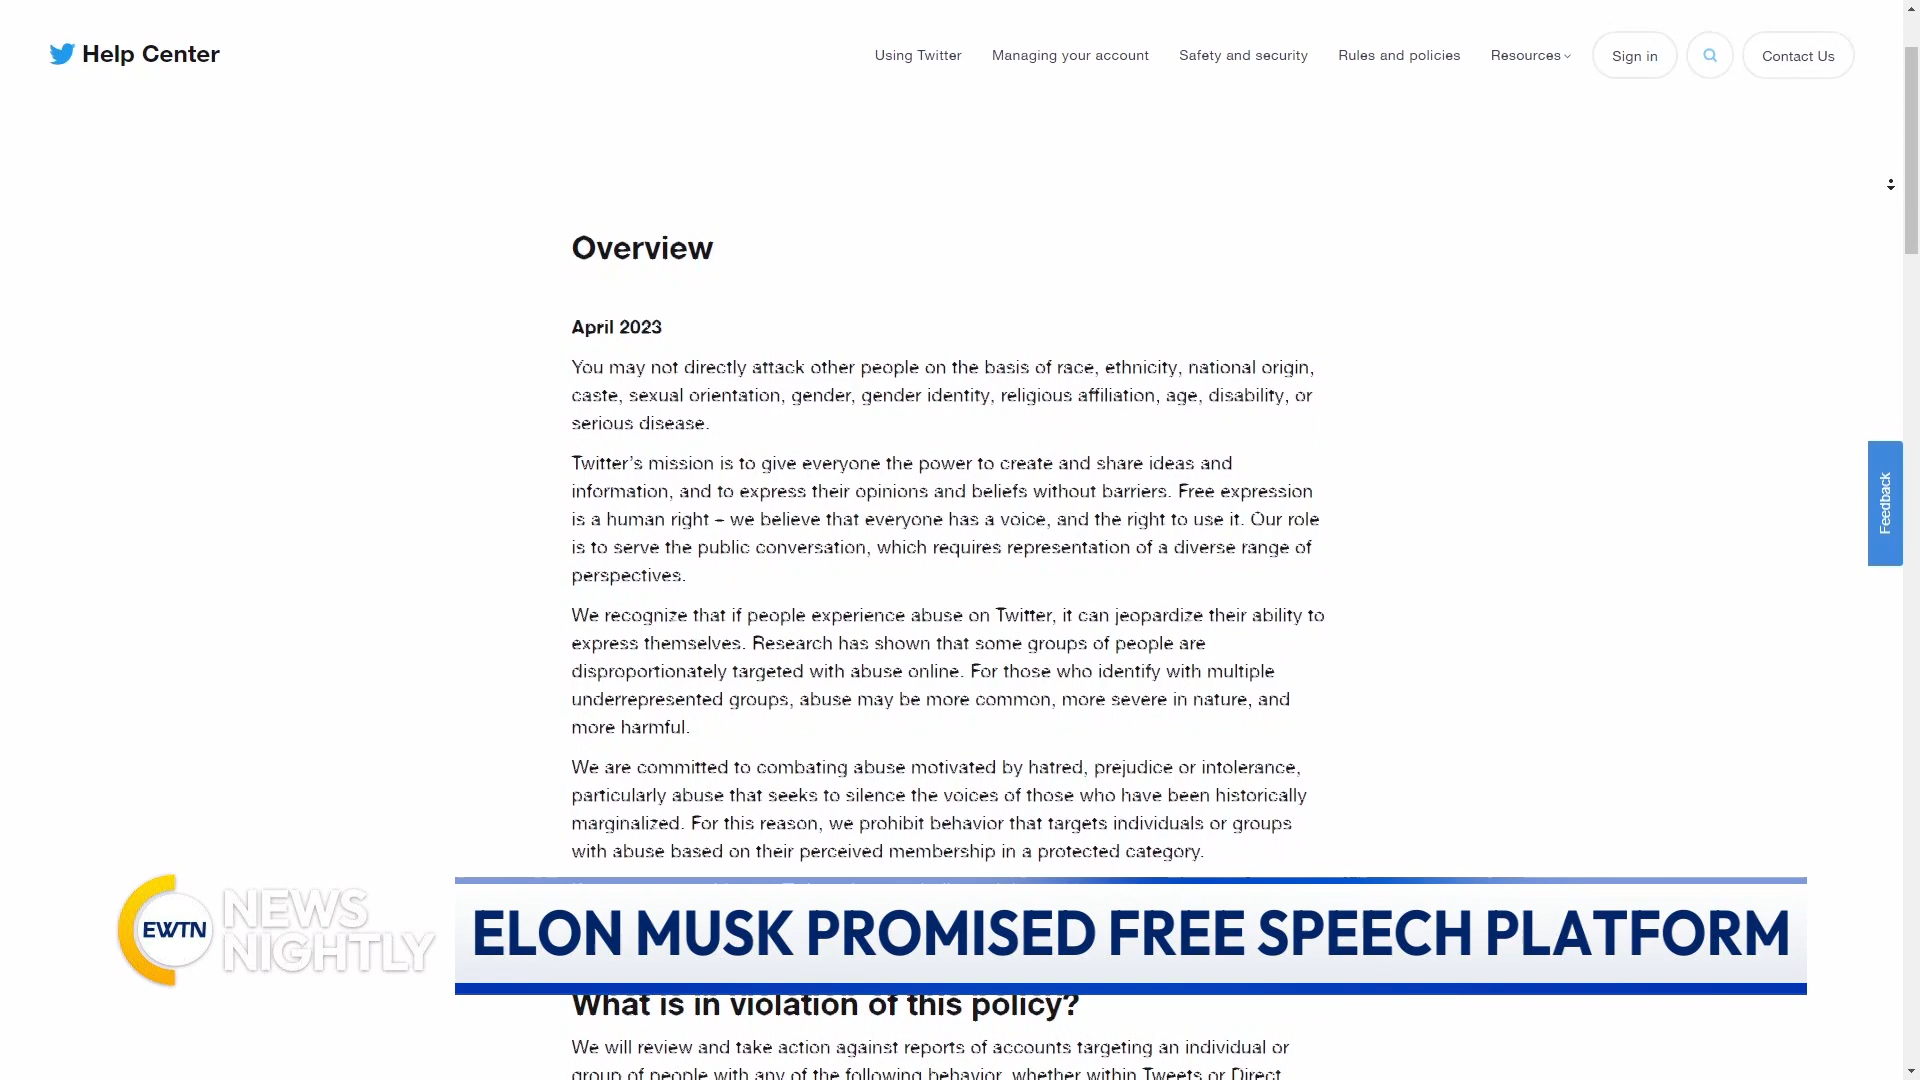 Help Center
Using Twitter
Managing your account
Safety and security
Rules and policies
Resources
Sign in
Contact Us
Overview
April 2023
You may not directly attack other people on the basis of race, ethnicity, national origin,
caste, sexual orientation, gender, gender identity, religious affiliation, age, disability, or
serious disease.
Twitter’s mission is to give everyone the power to create and share ideas and
information, and to express their opinions and beliefs without barriers. Free expression
is a human right – we believe that everyone has a voice, and the right to use it. Our role
is to serve the public conversation, which requires representation of a diverse range of
perspectives.
We recognize that if people experience abuse on Twitter, it can jeopardize their ability to
express themselves. Research has shown that some groups of people are
disproportionately targeted with abuse online. For those who identify with multiple
underrepresented groups, abuse may be more common, more severe in nature, and
more harmful.
We are committed to combating abuse motivated by hatred, prejudice or intolerance,
particularly abuse that seeks to silence the voices of those who have been historically
marginalized. For this reason, we prohibit behavior that targets individuals or groups
with abuse based on their perceived membership in a protected category.
Feedback
EWTN
NEWS
NIGHTLY
ELON MUSK PROMISED FREE SPEECH PLATFORM
What is in violation of this policy?
We will review and take action against reports of accounts targeting an individual or
group of people with any of the following behavior, whether within Tweets or Direct